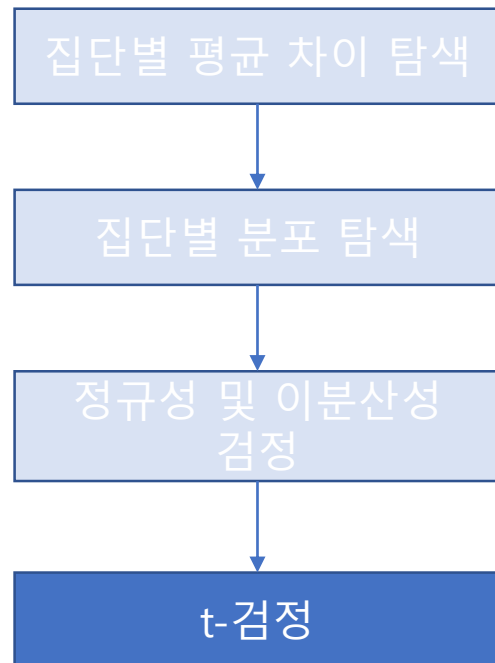 집단별 평균 차이 탐색
집단별 분포 탐색
정규성 및 이분산성
검정
t-검정